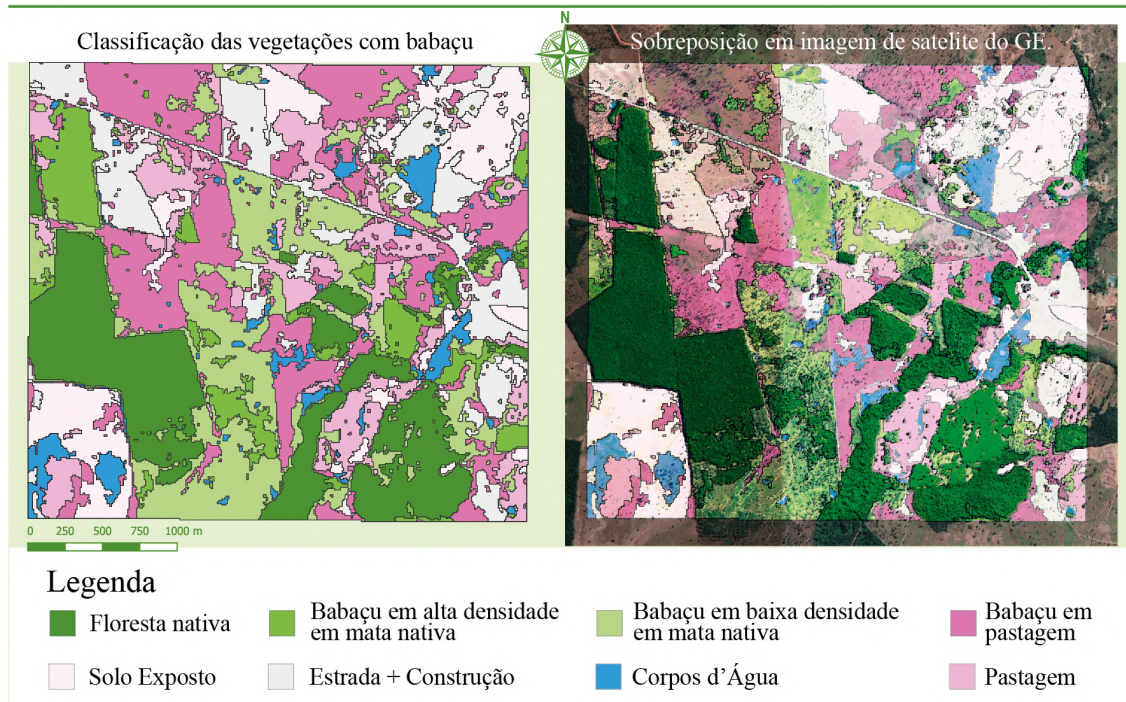 N
Classificação das vegetações com babaçu
Sobreposição em imagem de satelite do GE.
0 250 500 750 1000 m
Legenda
Floresta nativa
Babaçu em alta densidade
em mata nativa
Babaçu em baixa densidade
em mata nativa
Babaçu em
pastagem
Solo Exposto
Estrada + Construção
Corpos d'Água
Pastagem